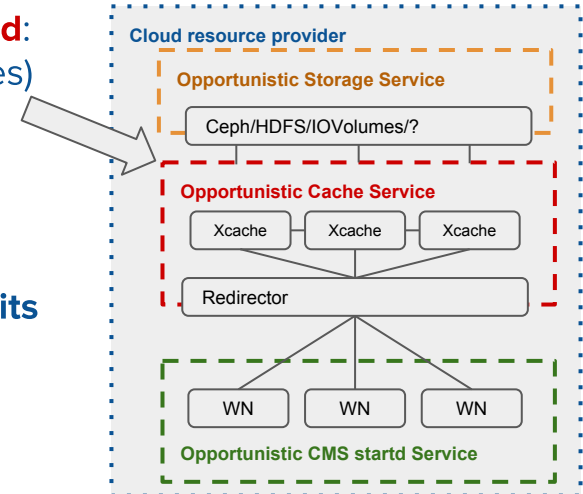 d:
es)
its
Cloud resource provider
Opportunistic Storage Service
Ceph/HDFS/IOVolumes/?
Opportunistic Cache Service
Xcache Xcache Xcache
Redirector
WN WN WN
Opportunistic CMS startd Service